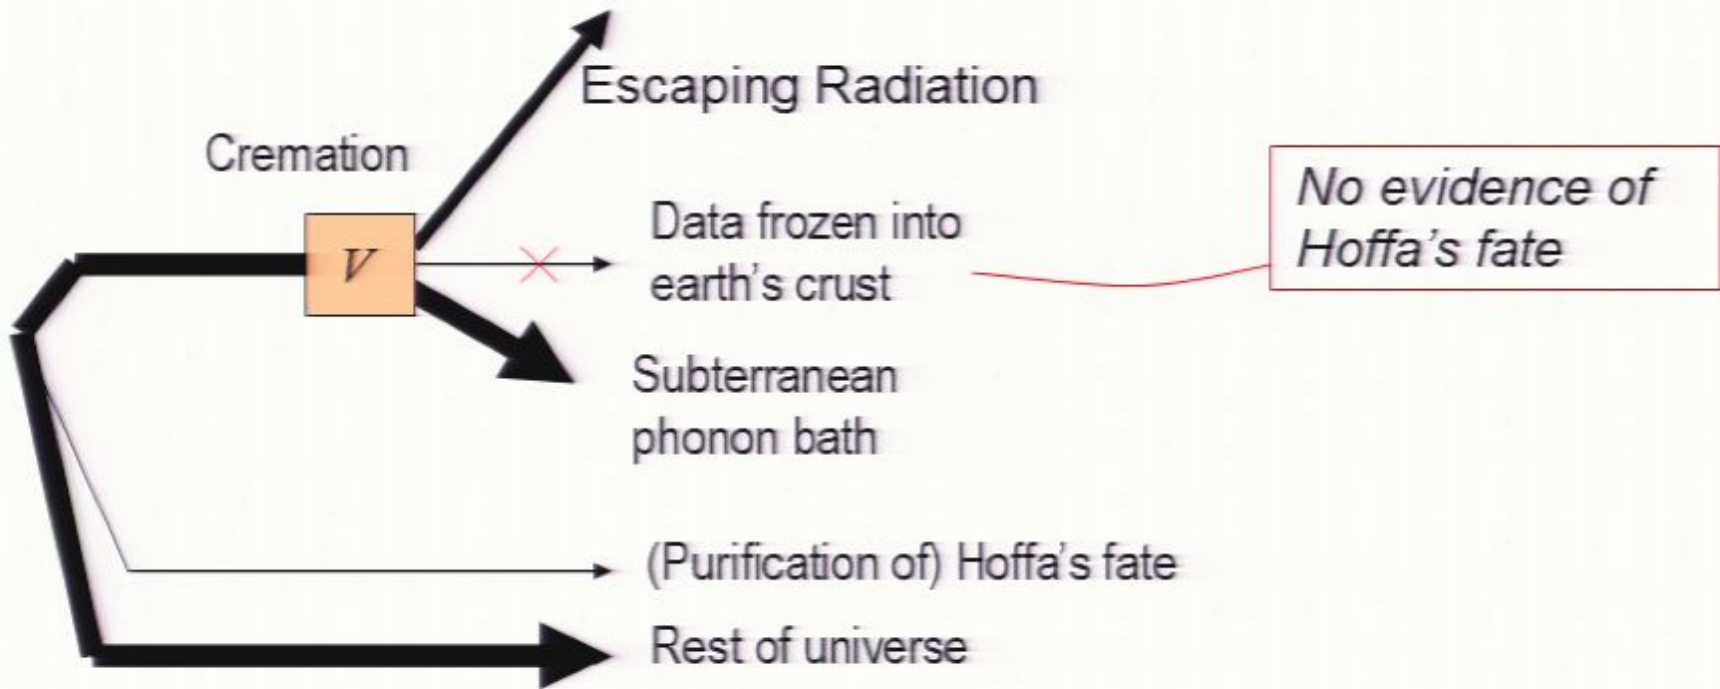 Escaping Radiation
Cremation
V
Data frozen into
earth's crust
No evidence of
Hoffa's fate
Subterranean
phonon bath
(Purification of) Hoffa's fate
Rest of universe